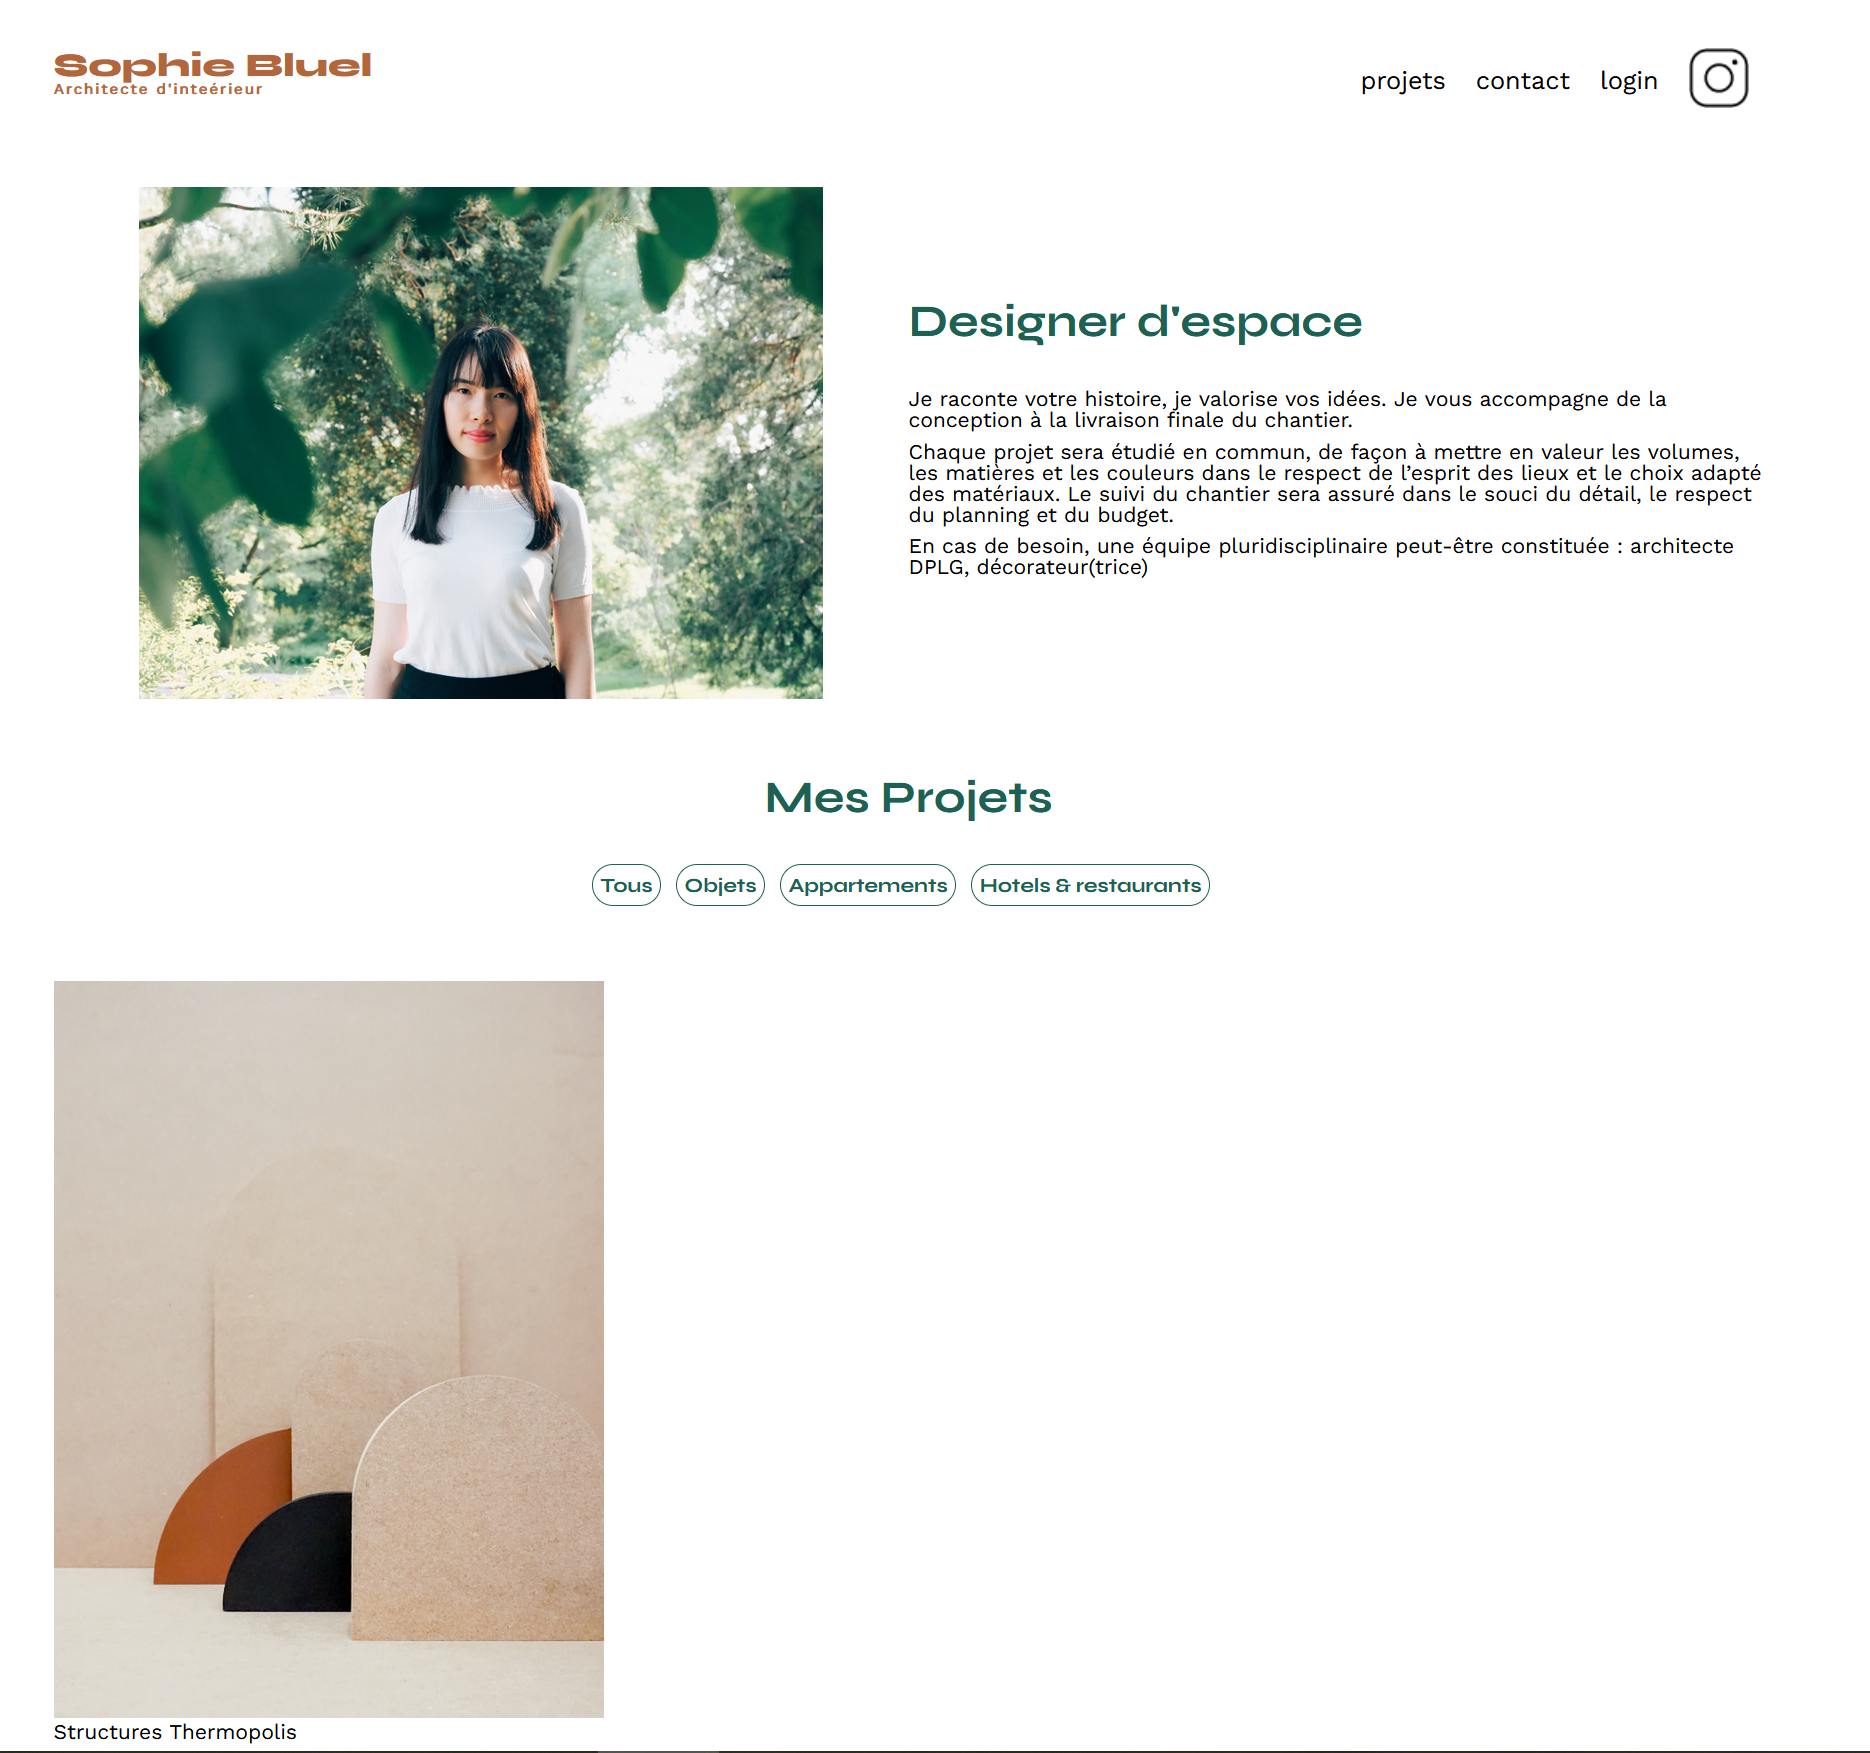 Sophie Bluel
Architecte d'inteérieur
projets contact login
Designer d'espace
Je raconte votre histoire, je valorise vos idées. Je vous accompagne de la
conception à la livraison finale du chantier.
Chaque projet sera étudié en commun, de façon à mettre en valeur les volumes,
les matières et les couleurs dans le respect de l’esprit des lieux et le choix adapté
des matériaux. Le suivi du chantier sera assuré dans le souci du détail, le respect
du planning et du budget.
En cas de besoin, une équipe pluridisciplinaire peut-être constituée : architecte
DPLG, décorateur(trice)
Mes Projets
Tous Objets Appartements Hotels & restaurants
Structures Thermopolis